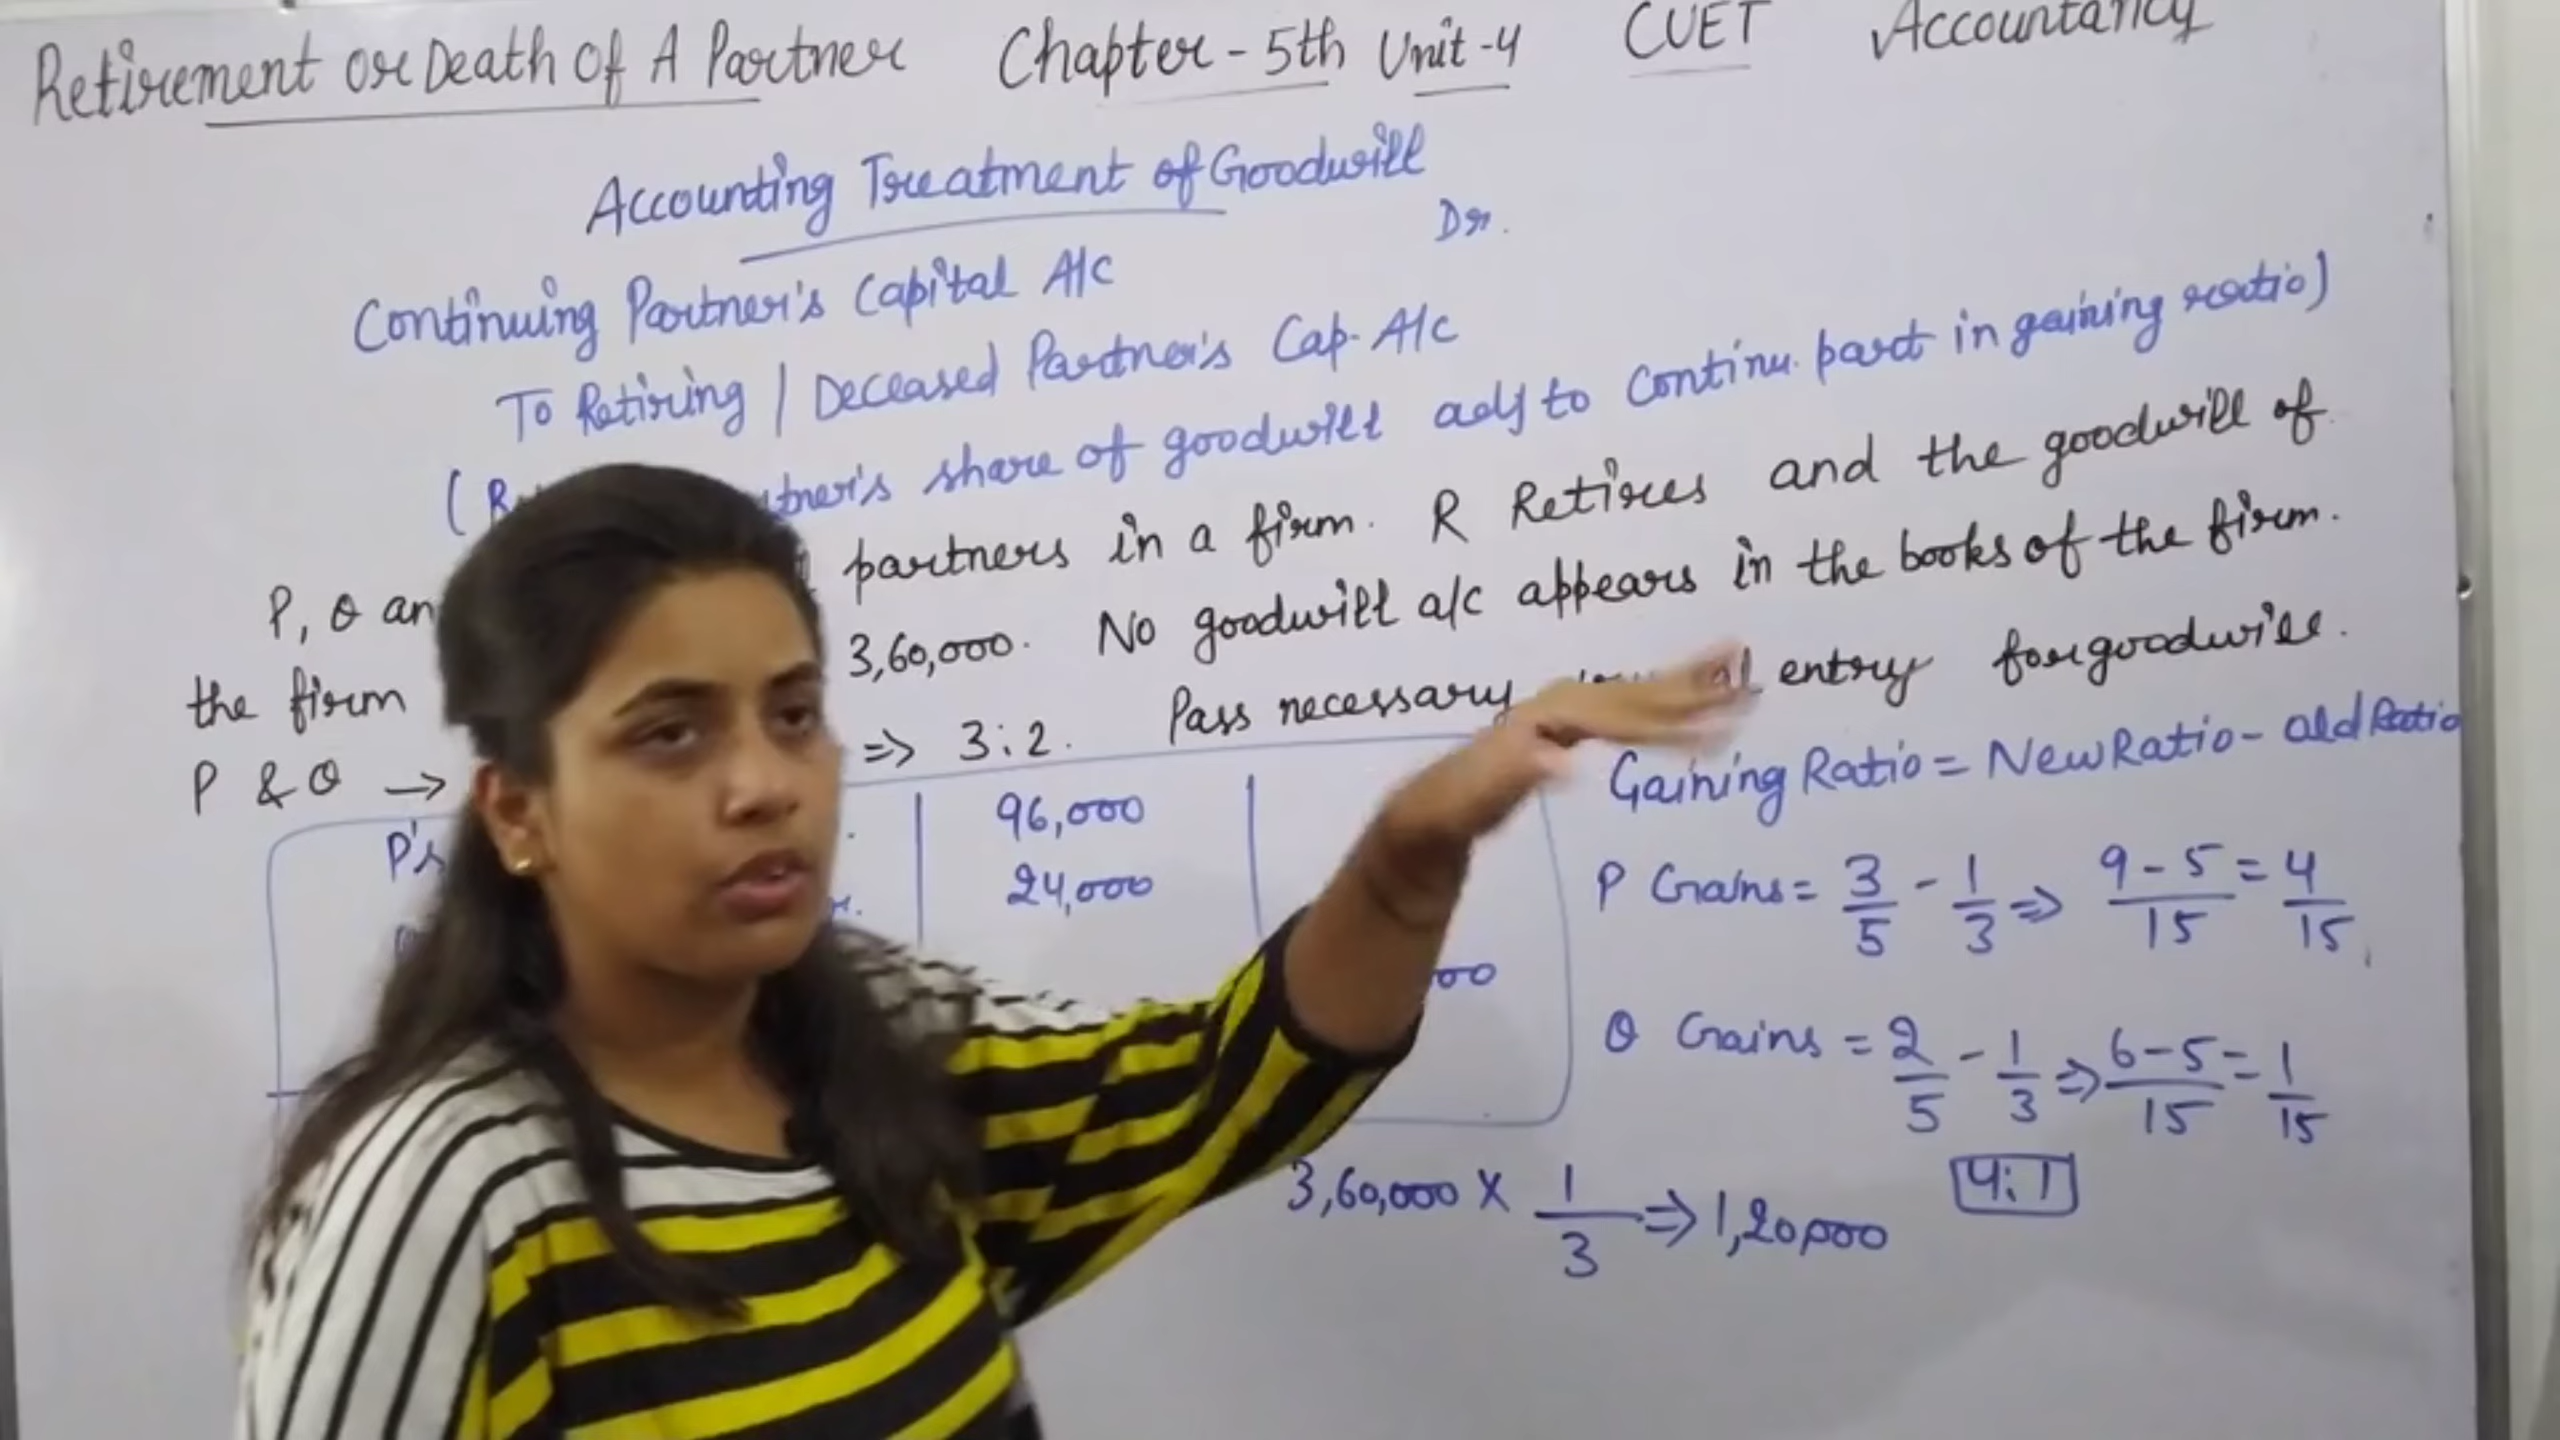 Retirement or Death Of A Partner Chapter - 5th Unit -4 CUET Accountancy
Accounting Treatment of Goodwill
Continuing Partner's Capital A/c Dr.
To Retiring / Deceased Partner's Cap. A/c
( share of goodwill adj to continu. part in gaining ratio)
P, Q partners in a firm. R Retires and the goodwill of
the firm 3,60,000. No goodwill a/c appears in the books of the firm.
P & Q → => 3:2. Pass necessary entry for goodwill.
P's 96,000
24,000
Gaining Ratio = New Ratio - old Ratio
P Gains = 3/5 - 1/3 => 9-5/15 = 4/15
Q Gains = 2/5 - 1/3 => 6-5/15 = 1/15
4:1
3,60,000 x 1/3 => 1,20,000